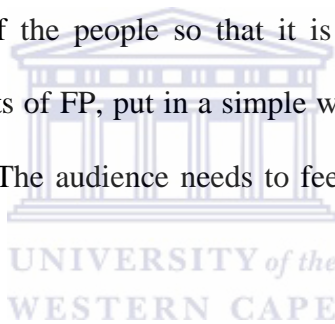 f the people so that it is
ts of FP, put in a simple w
The audience needs to fee
UNIVERSITY of the
WESTERN CAPE